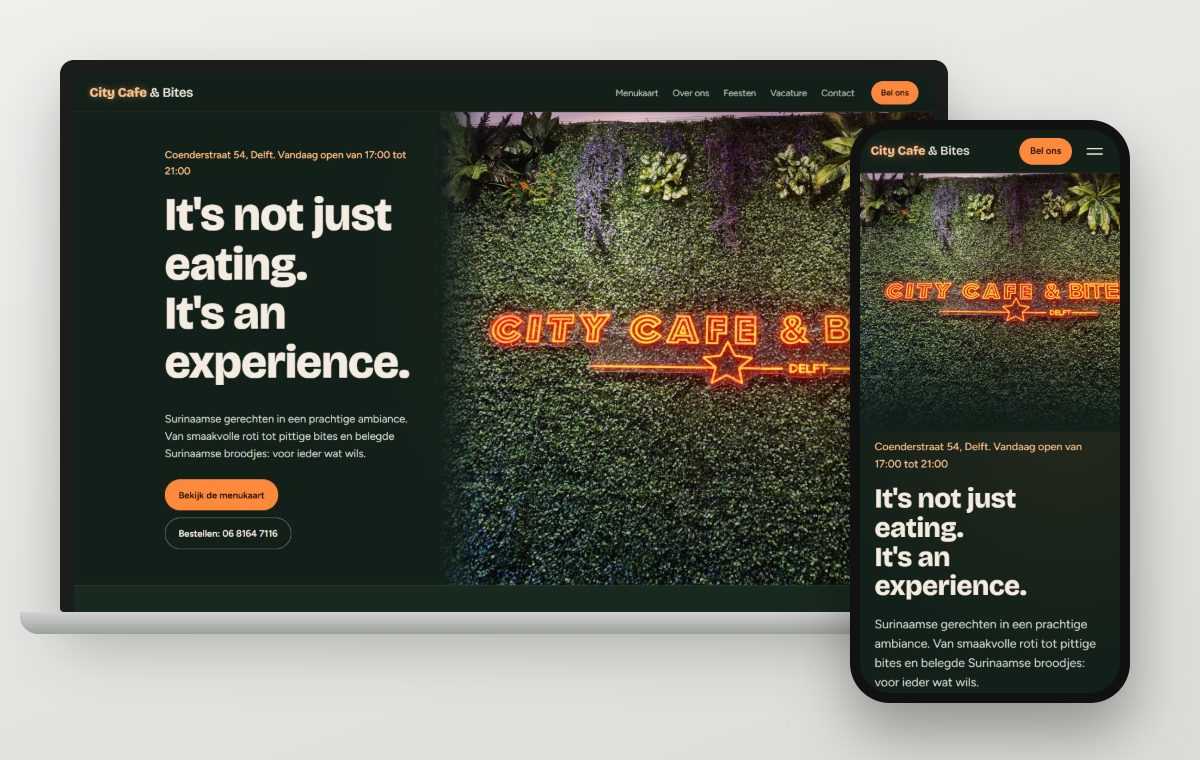 City Cafe & Bites
Menukaart Over ons Feesten Vacature Contact Bel ons
Coenderstraat 54, Delft. Vandaag open van 17:00 tot
21:00
It's not just
eating.
It's an
experience.
Surinaamse gerechten in een prachtige ambiance.
Van smaakvolle roti tot pittige bites en belegde
Surinaamse broodjes: voor ieder wat wils.
Bekijk de menukaart
Bestellen: 06 8164 7116
CITY CAFE & B
DELFT
City Cafe & Bites
Bel ons
CITY CAFE & BITE
DELFT
Coenderstraat 54, Delft. Vandaag open van
17:00 tot 21:00
It's not just
eating.
It's an
experience.
Surinaamse gerechten in een prachtige
ambiance. Van smaakvolle roti tot pittige
bites en belegde Surinaamse broodjes:
voor ieder wat wils.